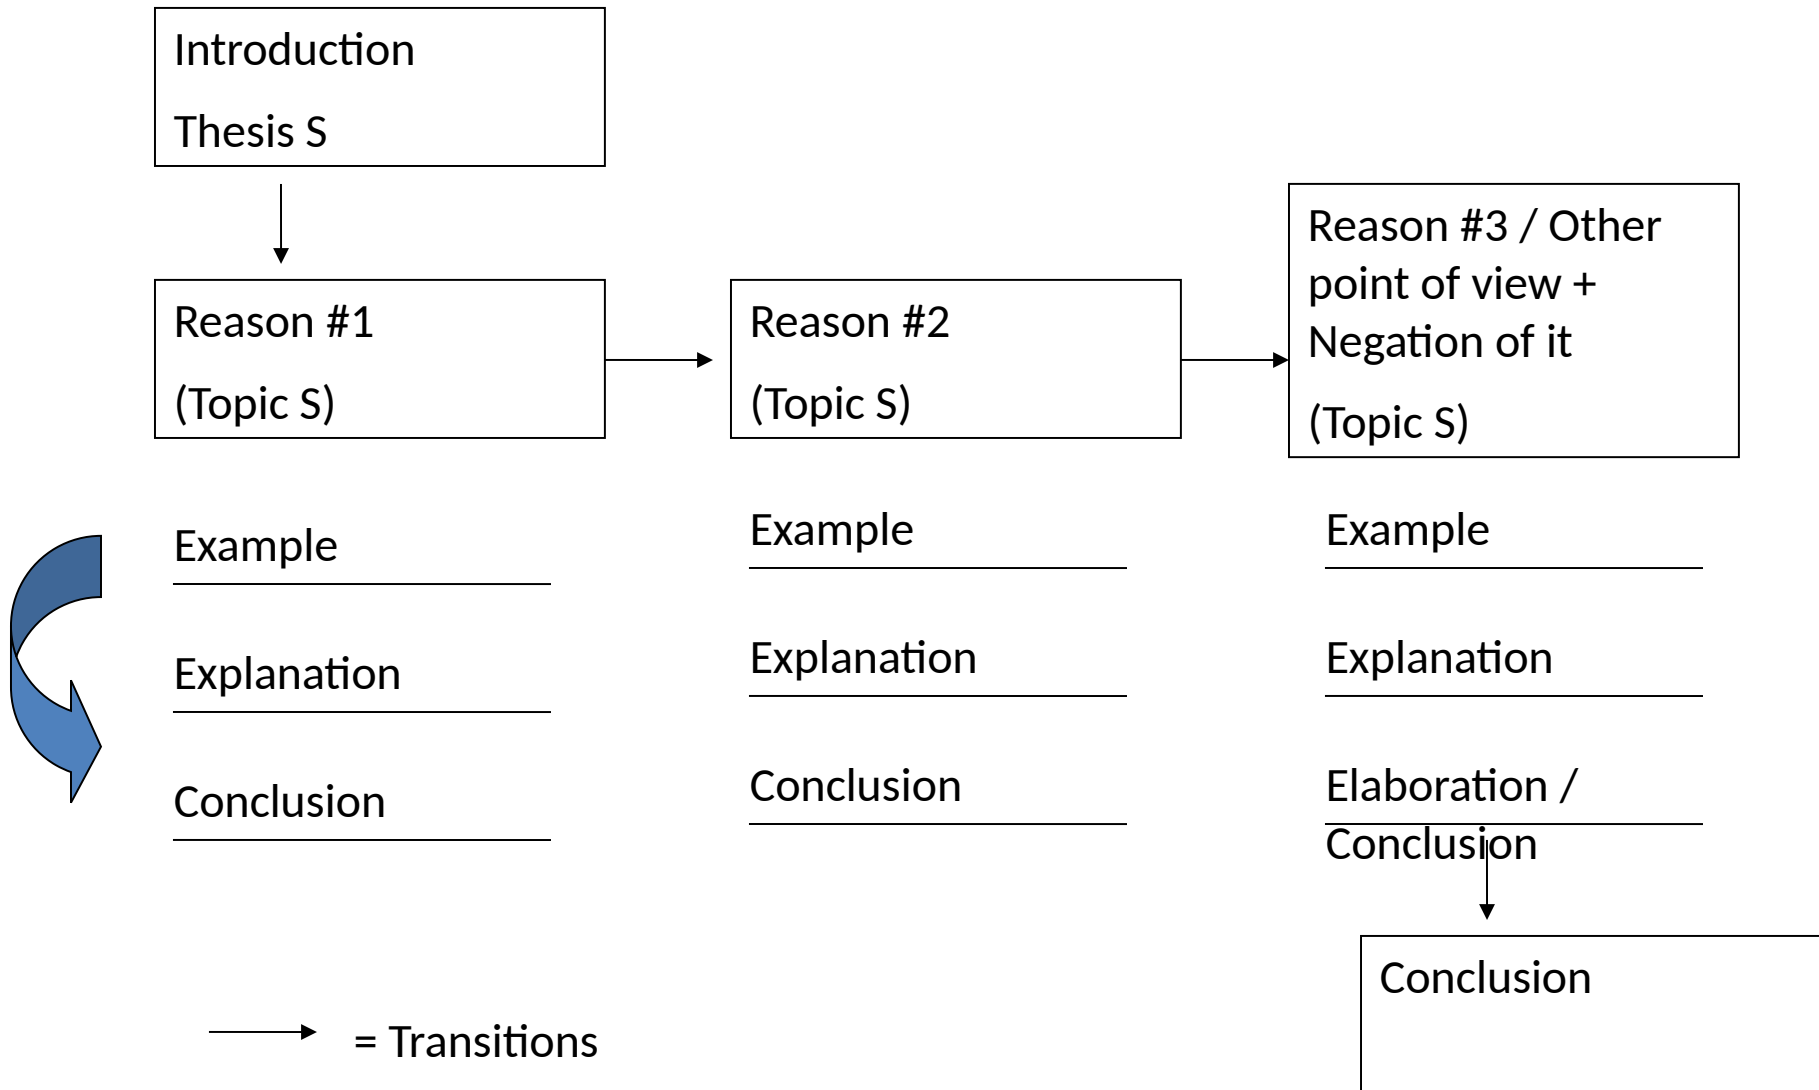 Introduction
Thesis S
Reason #1
(Topic S)
Reason #2
(Topic S)
Reason #3 / Other
point of view +
Negation of it
(Topic S)
Example
Explanation
Conclusion
Example
Explanation
Conclusion
Example
Explanation
Elaboration /
Conclusion
Conclusion
= Transitions